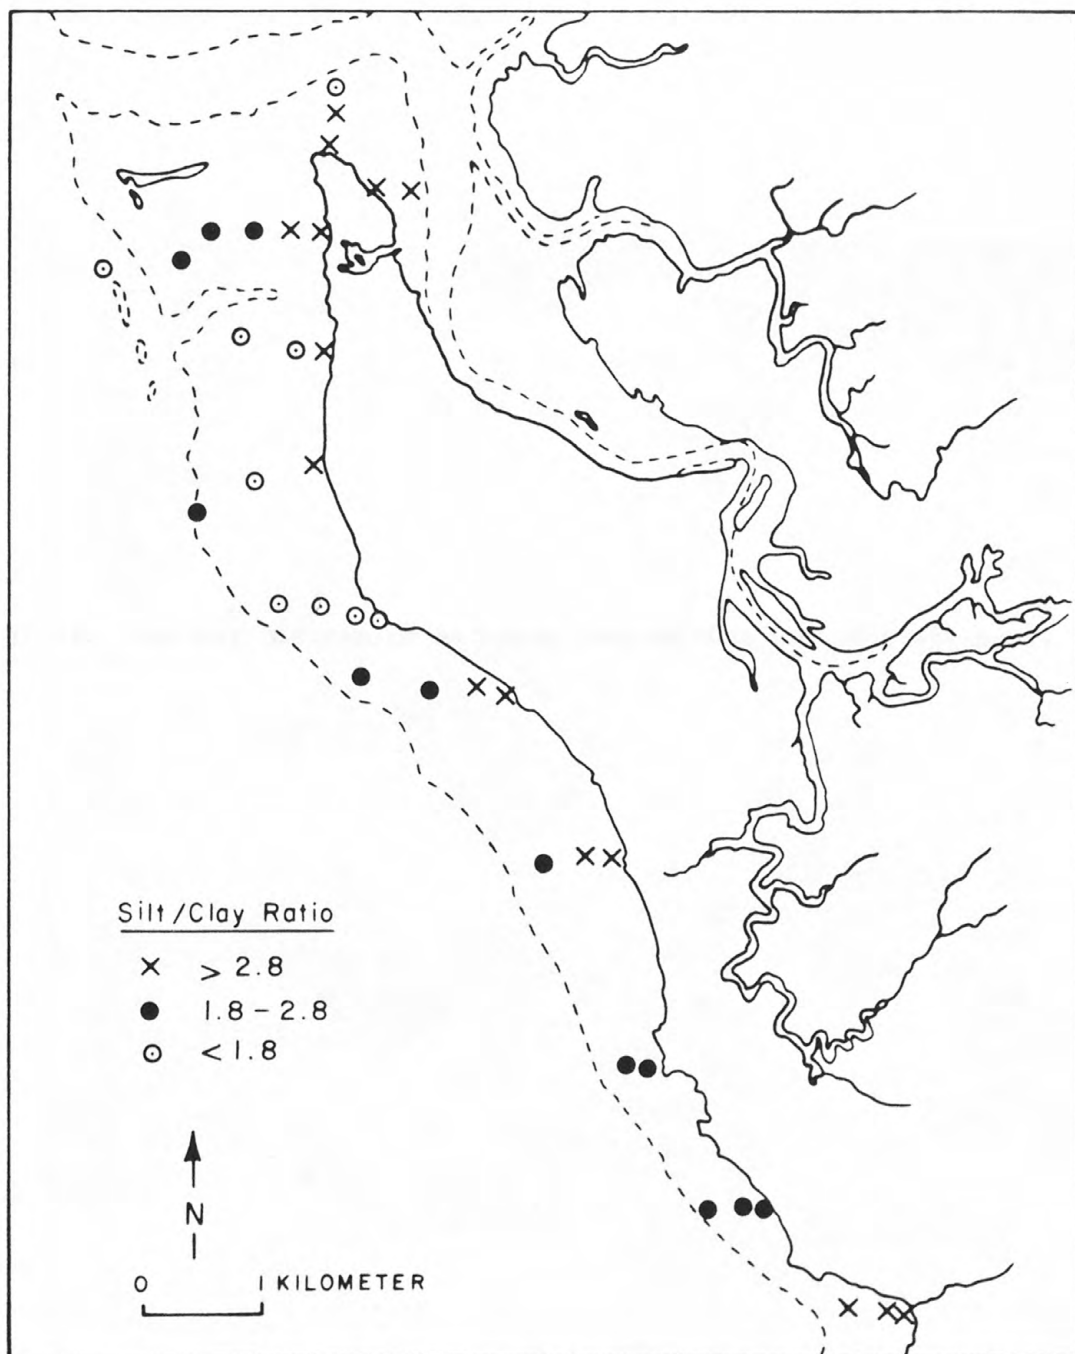 Silt/Clay Ratio
× > 2.8
● 1.8 - 2.8
⊙ < 1.8
N
0 1 KILOMETER